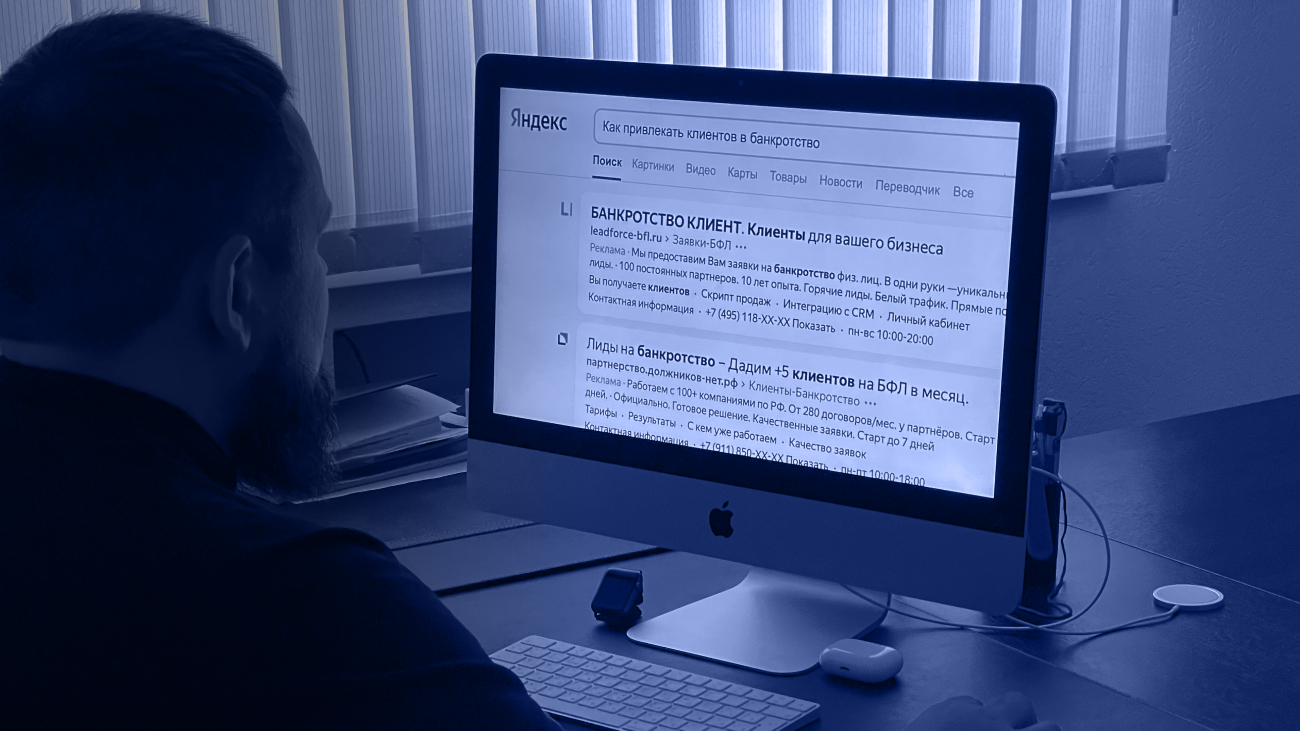 Яндекс
Как привлекать клиентов в банкротство
Поиск Картинки Видео Карты Товары Новости Переводчик Все
БАНКРОТСТВО КЛИЕНТ. Клиенты для вашего бизнеса
leadforce-bfl.ru › Заявки-БФЛ •••
Реклама · Мы предоставим Вам заявки на банкротство физ. лиц. В одни руки —уникальн
лиды. · 100 постоянных партнеров. 10 лет опыта. Горячие лиды. Белый трафик. Прямые по
Вы получаете клиентов · Скрипт продаж · Интеграцию с CRM · Личный кабинет
Контактная информация · +7 (495) 118-XX-XX Показать · пн-вс 10:00-20:00
Лиды на банкротство – Дадим +5 клиентов на БФЛ в месяц.
партнерство.должников-нет.рф › Клиенты-Банкротство •••
Реклама · Работаем с 100+ компаниями по РФ. От 280 договоров/мес. у партнёров. Старт
дней. · Официально. Готовое решение. Качественные заявки. Старт до 7 дней
Тарифы · Результаты · С кем уже работаем · Качество заявок
Контактная информация · +7 (911) 850-XX-XX Показать · пн-пт 10:00-18:00